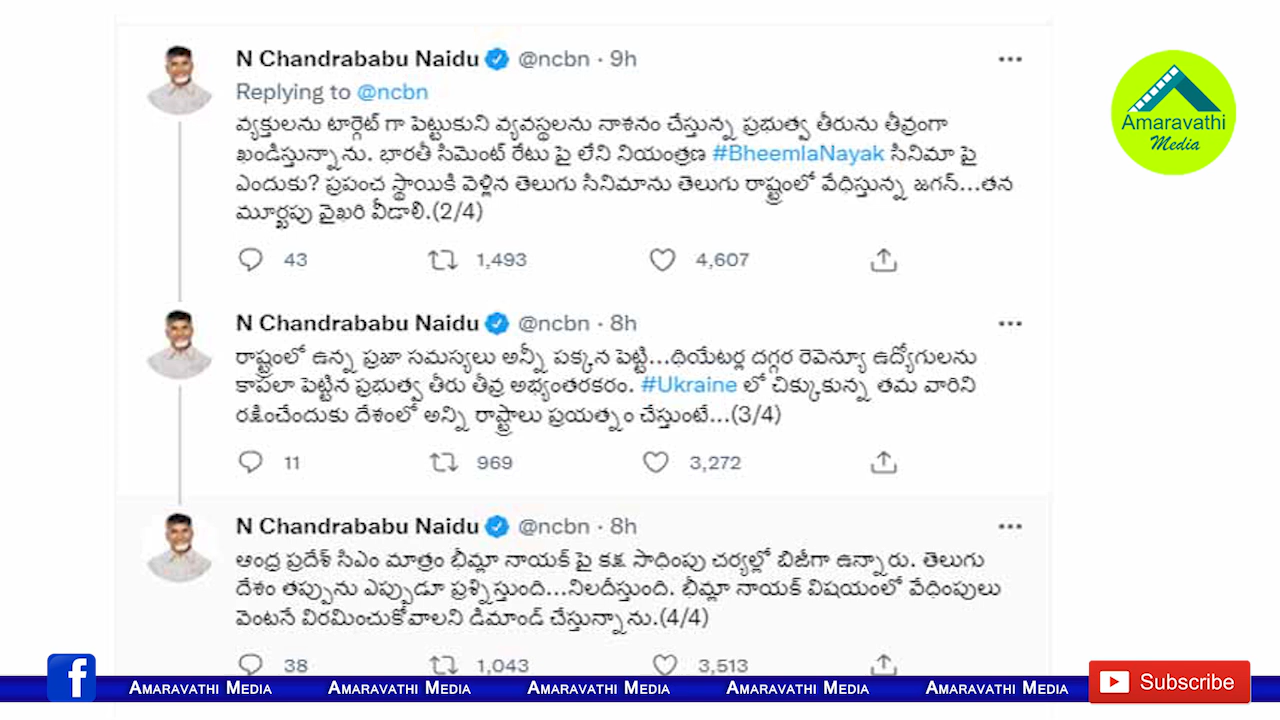 N Chandrababu Naidu @ncbn · 9h
Replying to @ncbn
వ్యక్తులను టార్గెట్ గా పెట్టుకుని వ్యవస్థలను నాశనం చేస్తున్న ప్రభుత్వ తీరును తీవ్రంగా
ఖండిస్తున్నాను. భారతీ సిమెంట్ రేటు పై లేని నియంత్రణ #BheemlaNayak సినిమా పై
ఎందుకు? ప్రపంచ స్థాయికి వెళ్లిన తెలుగు సినిమాను తెలుగు రాష్ట్రంలో వేధిస్తున్న జగన్...తన
మూర్ఖపు వైఖరి వీడాలి.(2/4)
43 1,493 4,607
N Chandrababu Naidu @ncbn · 8h
రాష్ట్రంలో ఉన్న ప్రజా సమస్యలు అన్నీ పక్కన పెట్టి...థియేటర్ల దగ్గర రెవెన్యూ ఉద్యోగులను
కాపలా పెట్టిన ప్రభుత్వ తీరు తీవ్ర అభ్యంతరకరం. #Ukraine లో చిక్కుకున్న తమ వారిని
రక్షించేందుకు దేశంలో అన్ని రాష్ట్రాలు ప్రయత్నం చేస్తుంటే...(3/4)
11 969 3,272
N Chandrababu Naidu @ncbn · 8h
ఆంధ్ర ప్రదేశ్ సిఎం మాత్రం భీమ్లా నాయక్ పై కక్ష సాధింపు చర్యల్లో బిజీగా ఉన్నారు. తెలుగు
దేశం తప్పును ఎప్పుడూ ప్రశ్నిస్తుంది...నిలదీస్తుంది. భీమ్లా నాయక్ విషయంలో వేధింపులు
వెంటనే విరమించుకోవాలని డిమాండ్ చేస్తున్నాను.(4/4)
38 1,043 3,513
Amaravathi
Media
f Amaravathi Media Amaravathi Media Amaravathi Media Amaravathi Media Amaravathi Media Subscribe